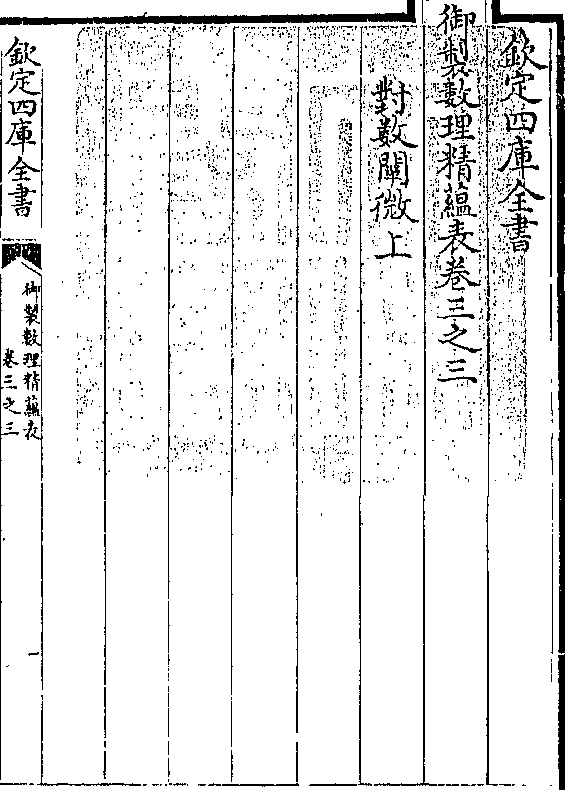 欽定四庫全書
御製數理精蘊表卷三之三
對數闡微上
欽定四庫全書
御製數理精蘊表
卷三之三
一